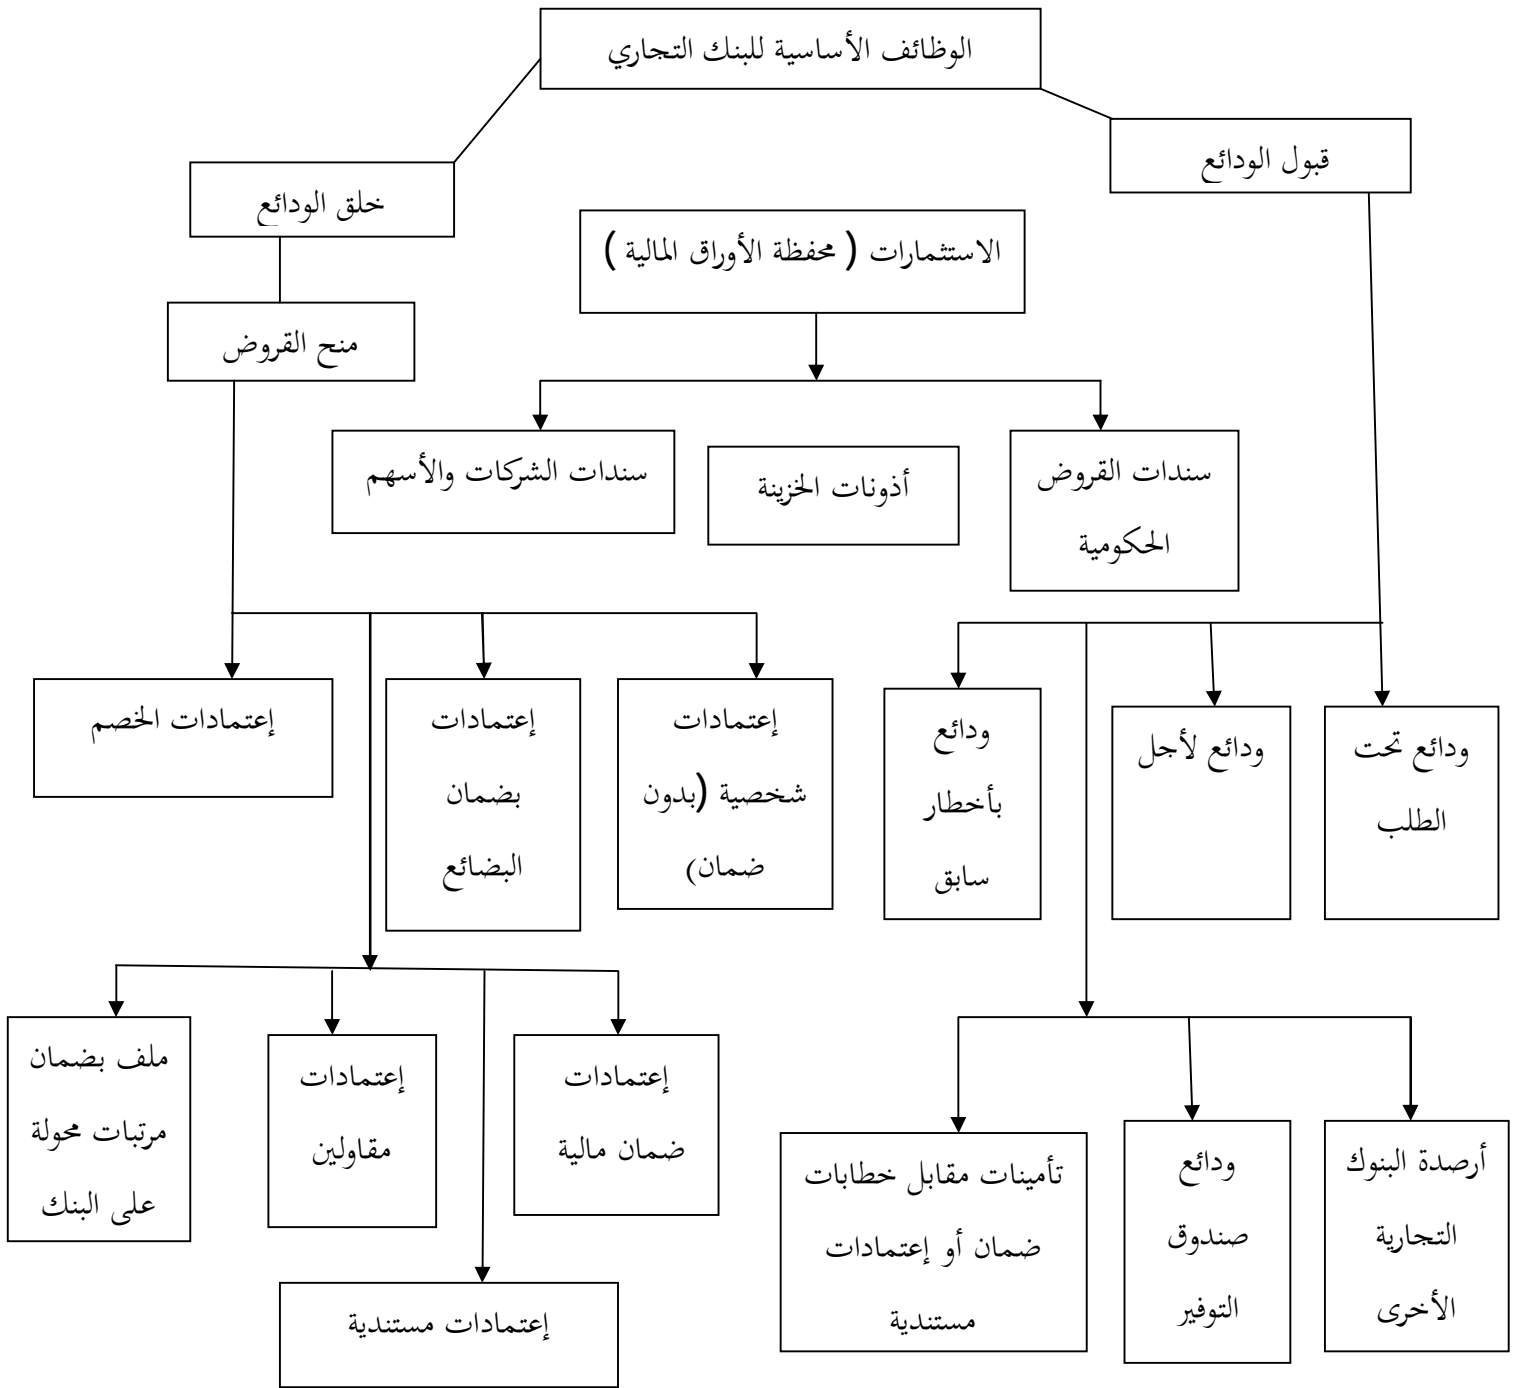 الوظائف الأساسية للبنك التجاري
قبول الودائع
خلق الودائع
الاستثمارات ( محفظة الأوراق المالية )
منح القروض
سندات القروض
الحكومية
أذونات الخزينة
سندات الشركات والأسهم
ودائع تحت
الطلب
ودائع لأجل
ودائع
بأخطار
سابق
إعتمادات
شخصية (بدون
ضمان)
إعتمادات
بضمان
البضائع
إعتمادات الخصم
أرصدة البنوك
التجارية
الأخرى
ودائع
صندوق
التوفير
تأمينات مقابل خطابات
ضمان أو إعتمادات
مستندية
إعتمادات
ضمان مالية
إعتمادات
مقاولين
ملف بضمان
مرتبات محولة
على البنك
إعتمادات مستندية